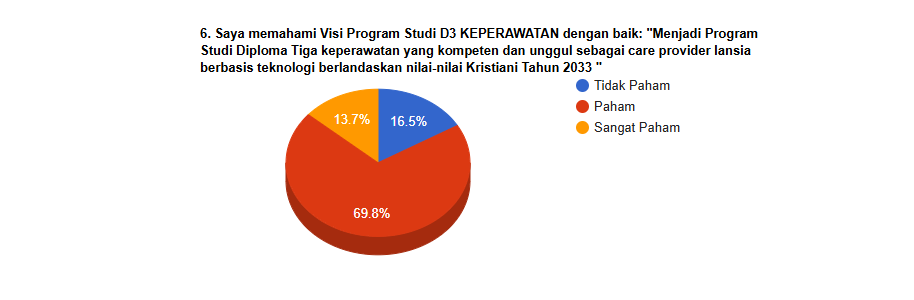 6. Saya memahami Visi Program Studi D3 KEPERAWATAN dengan baik: "Menjadi Program
Studi Diploma Tiga keperawatan yang kompeten dan unggul sebagai care provider lansia
berbasis teknologi berlandaskan nilai-nilai Kristiani Tahun 2033 "
Tidak Paham
Paham
Sangat Paham
13.7%
16.5%
69.8%